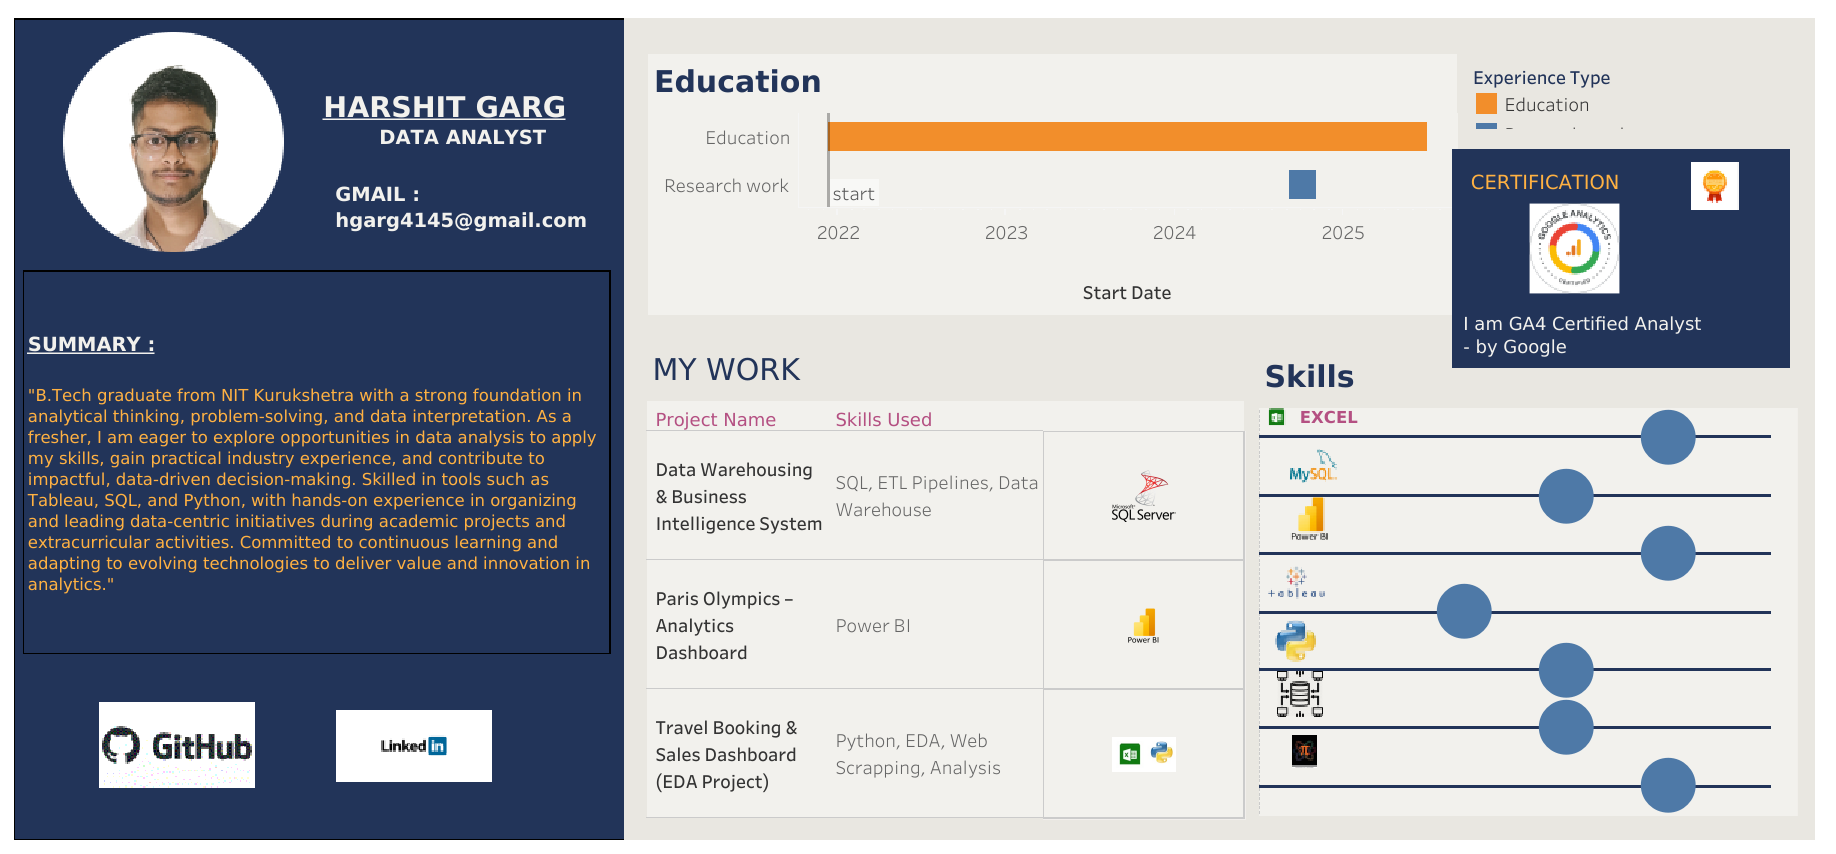 HARSHIT GARG
DATA ANALYST
GMAIL :
hgarg4145@gmail.com
SUMMARY :
"B.Tech graduate from NIT Kurukshetra with a strong foundation in
analytical thinking, problem-solving, and data interpretation. As a
fresher, I am eager to explore opportunities in data analysis to apply
my skills, gain practical industry experience, and contribute to
impactful, data-driven decision-making. Skilled in tools such as
Tableau, SQL, and Python, with hands-on experience in organizing
and leading data-centric initiatives during academic projects and
extracurricular activities. Committed to continuous learning and
adapting to evolving technologies to deliver value and innovation in
analytics."
GitHub
Linked in
Education
Education
Research work
start
2022 2023 2024 2025
Start Date
Experience Type
Education
CERTIFICATION
GOOGLE ANALYTICS
I am GA4 Certified Analyst
- by Google
MY WORK
Project Name Skills Used
Data Warehousing
& Business
Intelligence System
SQL, ETL Pipelines, Data
Warehouse
Microsoft
SQL Server
Paris Olympics –
Analytics
Dashboard
Power BI
Power BI
Travel Booking &
Sales Dashboard
(EDA Project)
Python, EDA, Web
Scrapping, Analysis
Skills
EXCEL
MySQL
Power BI
+ableau